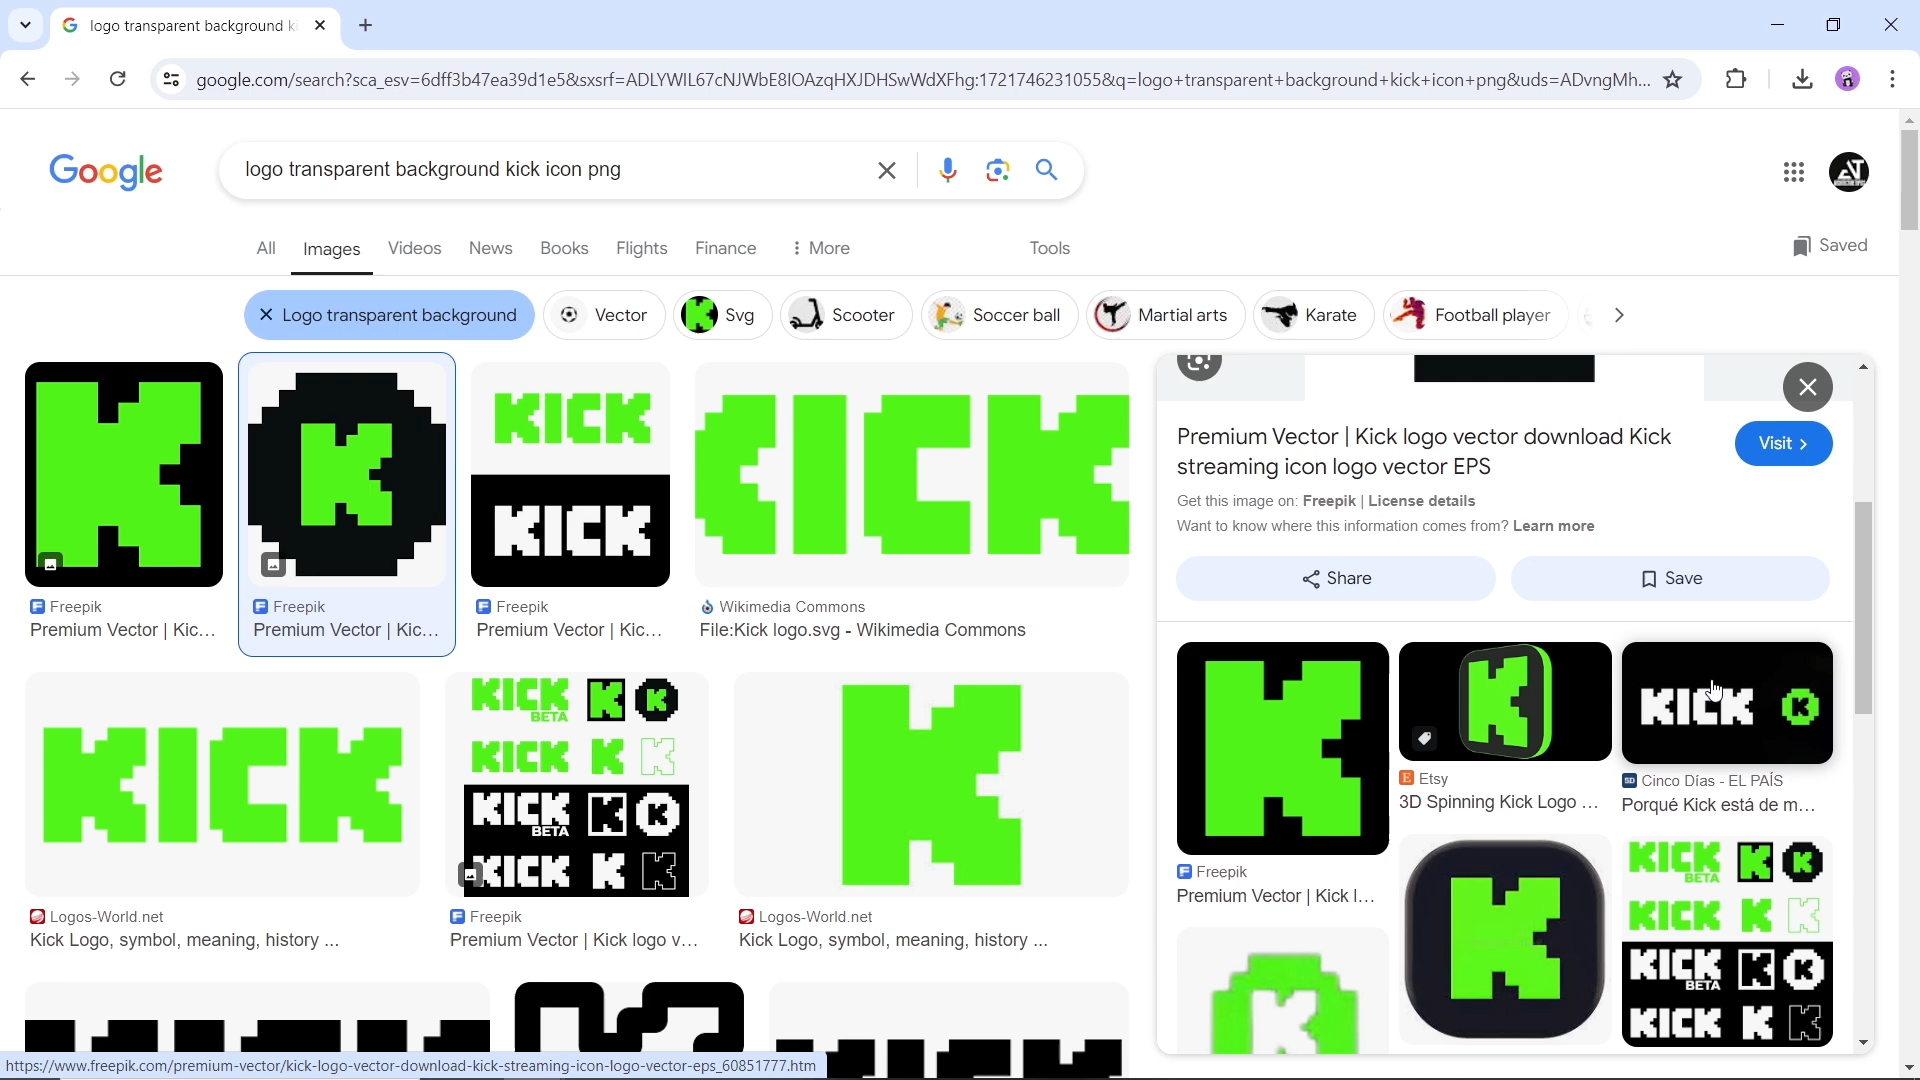 logo transparent background ki
google.com/search?sca_esv=6dff3b47ea39d1e5&sxsrf=ADLYWIL67cNJWbE8IOAzqHXJDHSwWdXFhg:1721746231055&q=logo+transparent+background+kick+icon+png&uds=ADvngMh...
Google
logo transparent background kick icon png
All Images Videos News Books Flights Finance More Tools
Saved
Logo transparent background Vector Svg Scooter Soccer ball Martial arts Karate Football player
K
K
KICK
KICK
KICK
Freepik
Premium Vector | Kic...
Freepik
Premium Vector | Kic...
Freepik
Premium Vector | Kic...
Wikimedia Commons
File:Kick logo.svg - Wikimedia Commons
KICK
KICK BETA K K
KICK K K
KICK BETA K K
KICK K K
K
Logos-World.net
Kick Logo, symbol, meaning, history ...
Freepik
Premium Vector | Kick logo v...
Logos-World.net
Kick Logo, symbol, meaning, history ...
Premium Vector | Kick logo vector download Kick
streaming icon logo vector EPS
Visit
Get this image on: Freepik | License details
Want to know where this information comes from? Learn more
Share
Save
K
K
KICK K
Etsy
3D Spinning Kick Logo ...
Cinco Días - EL PAÍS
Porqué Kick está de m...
Freepik
Premium Vector | Kick l...
K
KICK BETA K K
KICK K K
KICK BETA K K
KICK K K
https://www.freepik.com/premium-vector/kick-logo-vector-download-kick-streaming-icon-logo-vector-eps_60851777.htm